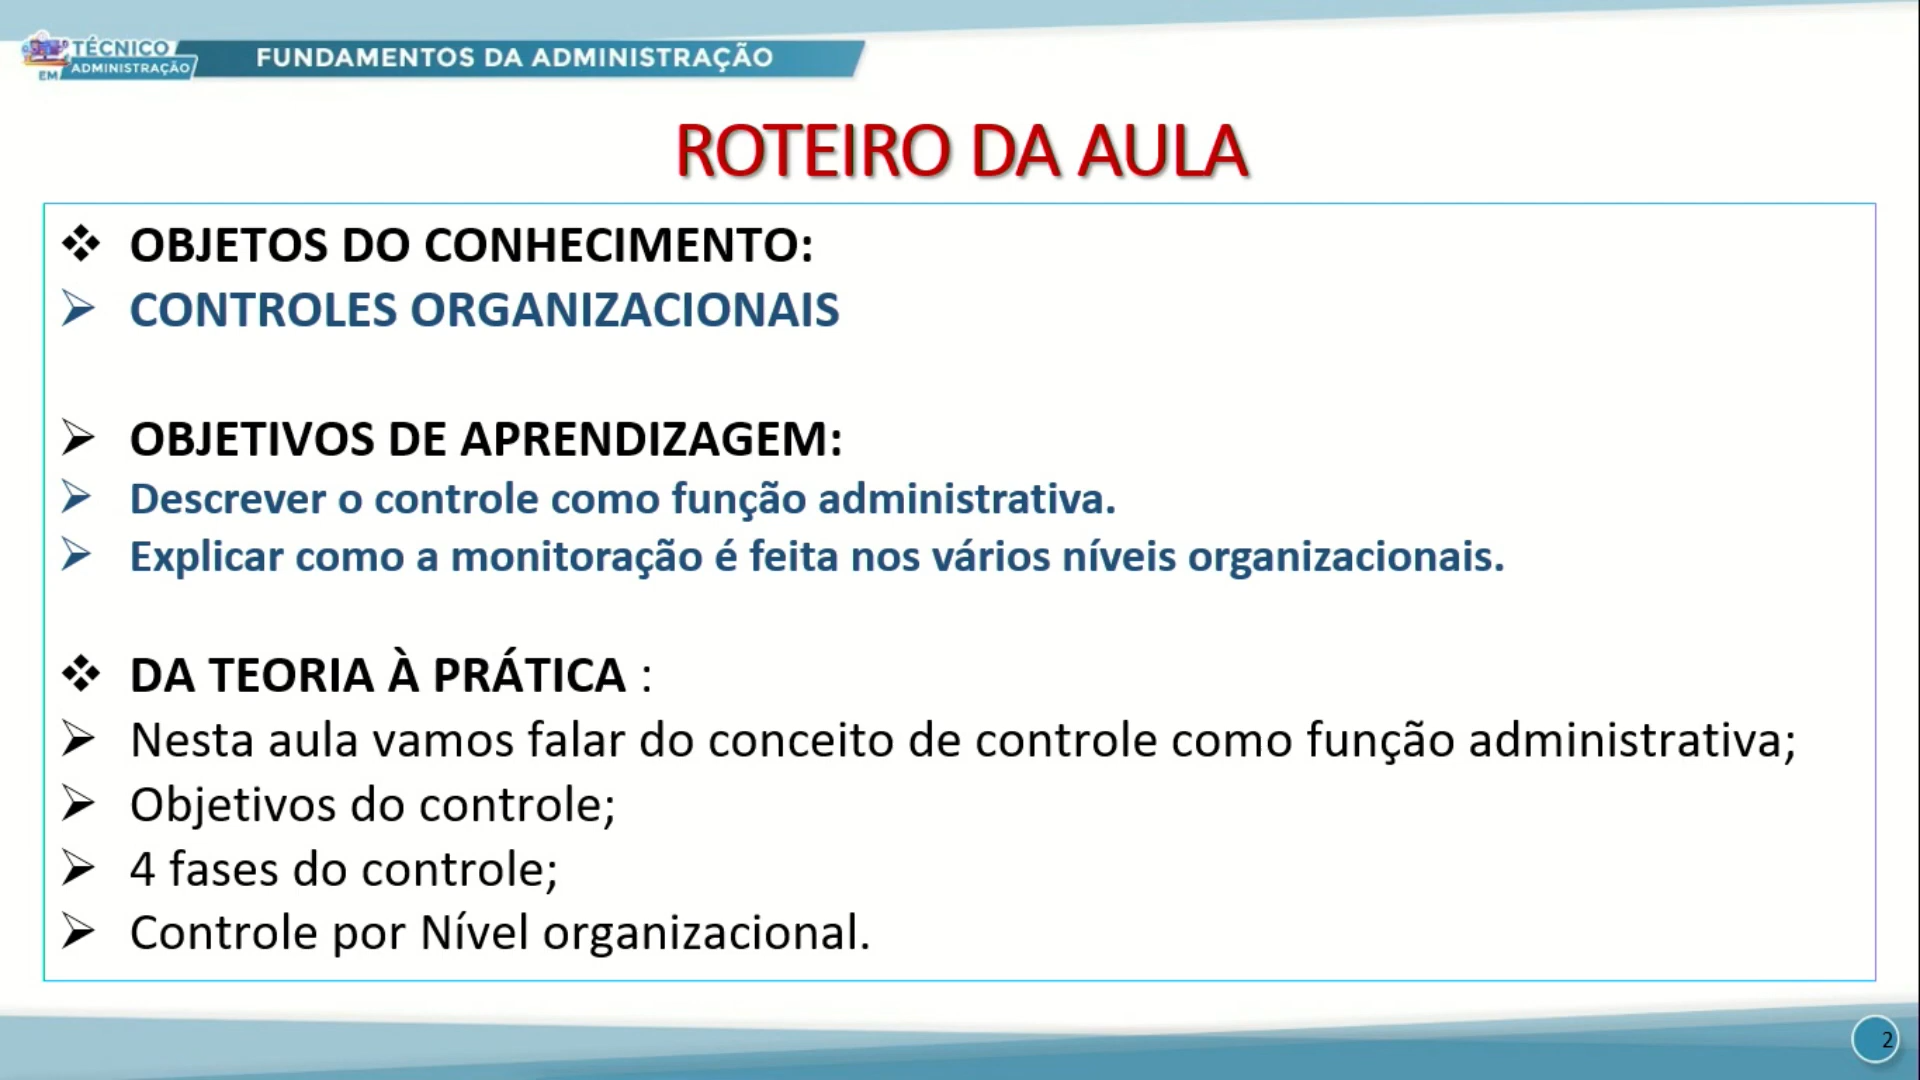 TÉCNICO
EM ADMINISTRAÇÃO
FUNDAMENTOS DA ADMINISTRAÇÃO
ROTEIRO DA AULA
❖ OBJETOS DO CONHECIMENTO:
➢ CONTROLES ORGANIZACIONAIS
➢ OBJETIVOS DE APRENDIZAGEM:
➢ Descrever o controle como função administrativa.
➢ Explicar como a monitoração é feita nos vários níveis organizacionais.
❖ DA TEORIA À PRÁTICA :
➢ Nesta aula vamos falar do conceito de controle como função administrativa;
➢ Objetivos do controle;
➢ 4 fases do controle;
➢ Controle por Nível organizacional.
2